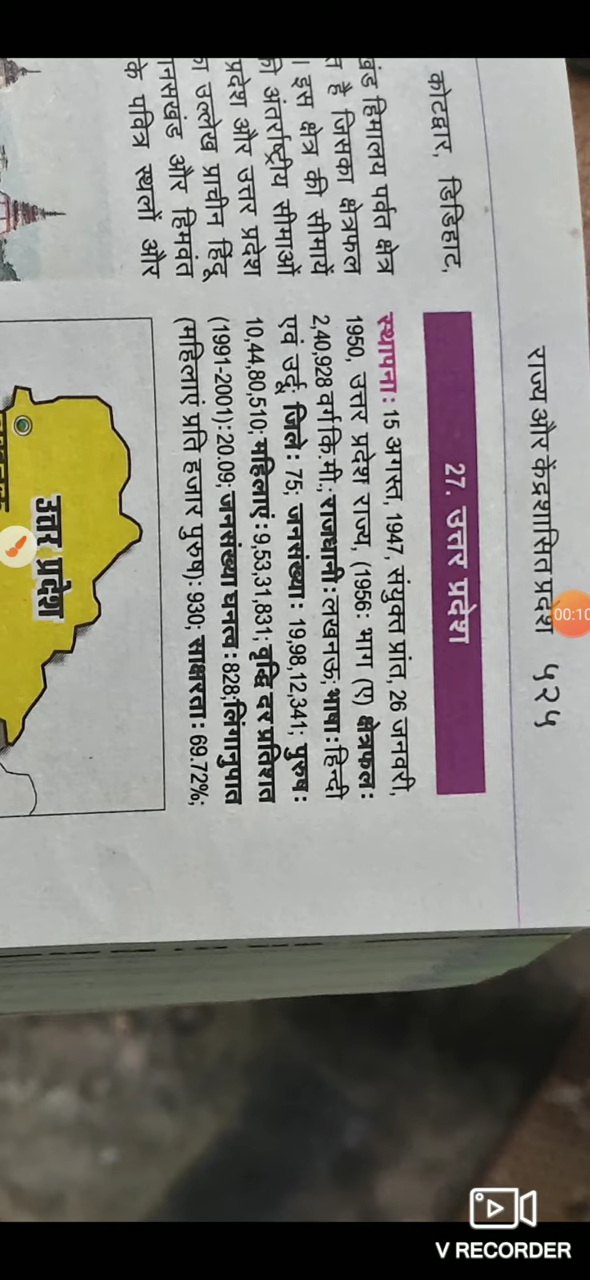 राज्य और केंद्रशासित प्रदेश ५२५
कोटद्वार, डिडिहाट,
खंड हिमालय पर्वत क्षेत्र
है जिसका क्षेत्रफल
। इस क्षेत्र की सीमायें
की अंतर्राष्ट्रीय सीमाओं
प्रदेश और उत्तर प्रदेश
उल्लेख प्राचीन हिंदू
मानसखंड और हिमवंत
के पवित्र स्थलों और
27. उत्तर प्रदेश
स्थापना: 15 अगस्त, 1947, संयुक्त प्रांत, 26 जनवरी,
1950, उत्तर प्रदेश राज्य, (1956: भाग (ए) क्षेत्रफल:
2,40,928 वर्ग कि.मी.; राजधानी: लखनऊ; भाषा: हिन्दी
एवं उर्दू; जिले: 75; जनसंख्या: 19,98,12,341; पुरुष:
10,44,80,510; महिलाएं: 9,53,31,831; वृद्धि दर प्रतिशत
(1991-2001): 20.09; जनसंख्या घनत्व: 828; लिंगानुपात
(महिलाएं प्रति हजार पुरुष): 930; साक्षरता: 69.72%;
उत्तर प्रदेश
00:10
V RECORDER